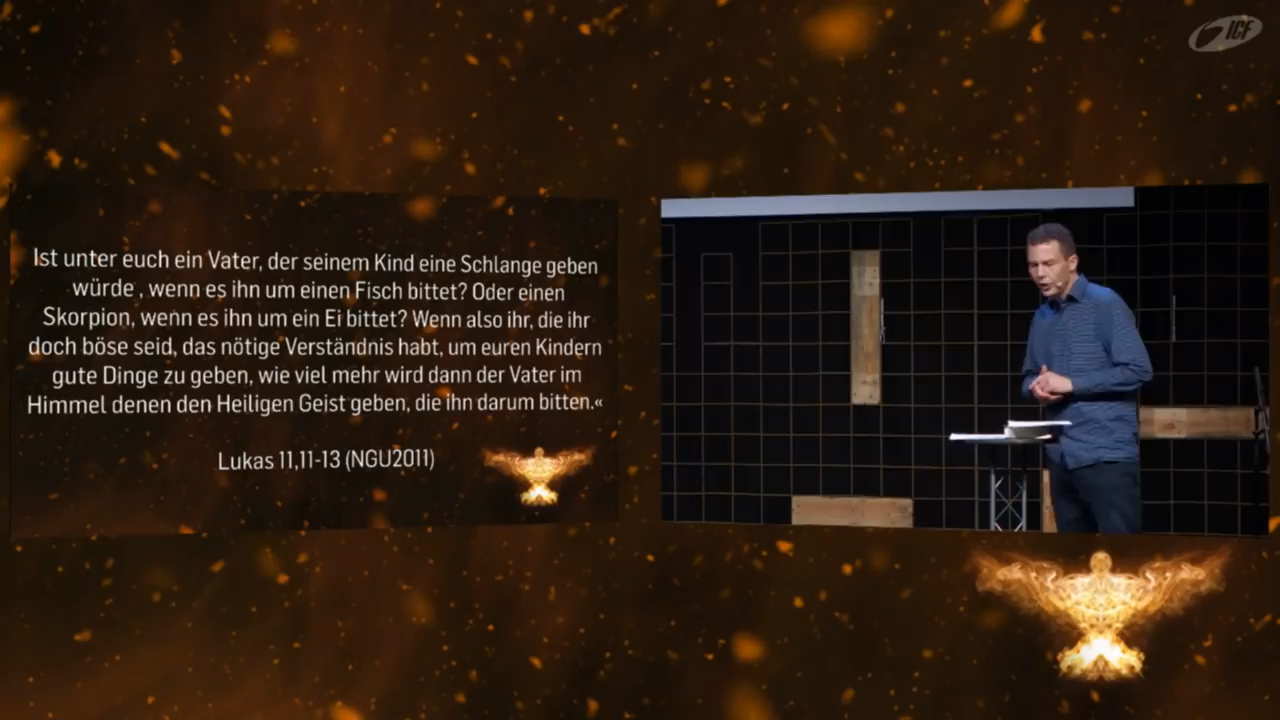 ICF
Ist unter euch ein Vater, der seinem Kind eine Schlange geben
würde , wenn es ihn um einen Fisch bittet? Oder einen
Skorpion, wenn es ihn um ein Ei bittet? Wenn also ihr, die ihr
doch böse seid, das nötige Verständnis habt, um euren Kindern
gute Dinge zu geben, wie viel mehr wird dann der Vater im
Himmel denen den Heiligen Geist geben, die ihn darum bitten.«
Lukas 11,11-13 (NGU2011)